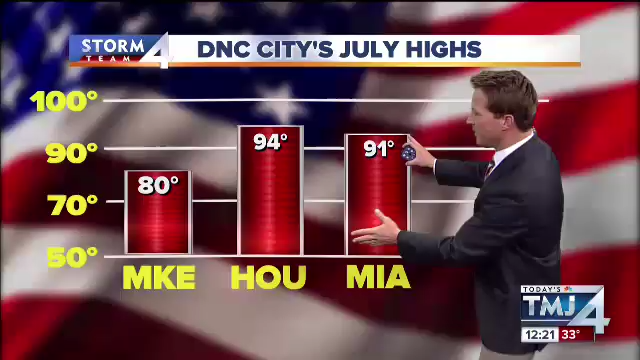 STORM 4
TEAM
DNC CITY'S JULY HIGHS
100°
90°
70°
50°
80°
94°
91°
MKE HOU MIA
TODAY'S
TMJ 4
12:21 33°